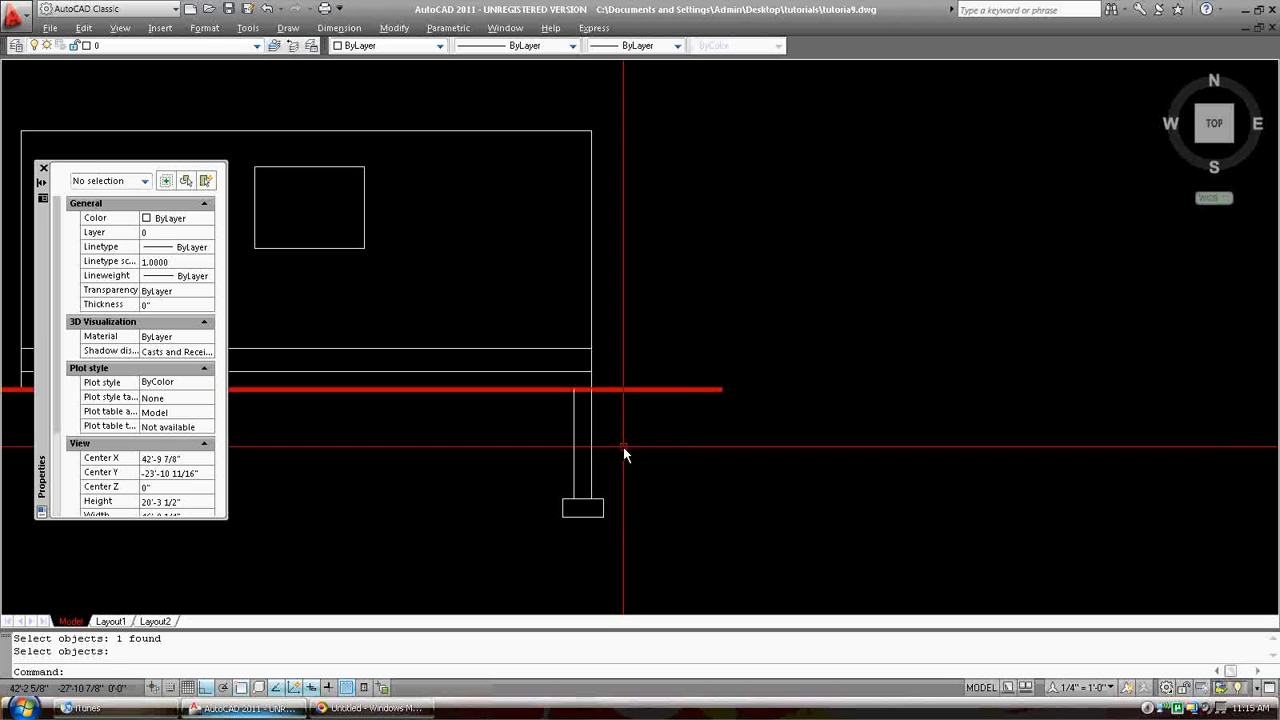 AutoCAD Classic
AutoCAD 2011 - UNREGISTERED VERSION C:\Documents and Settings\Admin\Desktop\tutorials\tutoria9.dwg
Type a keyword or phrase
File Edit View Insert Format Tools Draw Dimension Modify Parametric Window Help Express
0 ByLayer ByLayer ByLayer ByColor
N
W TOP E
S
WCS
No selection
General
Color ByLayer
Layer 0
Linetype ByLayer
Linetype sc... 1.0000
Lineweight ByLayer
Transparency ByLayer
Thickness 0"
3D Visualization
Material ByLayer
Shadow dis... Casts and Recei...
Plot style
Plot style ByColor
Plot style ta... None
Plot table a... Model
Plot table t... Not available
View
Center X 42'-9 7/8"
Center Y -23'-10 11/16"
Center Z 0"
Height 20'-3 1/2"
Properties
Model Layout1 Layout2
Select objects: 1 found
Select objects:
Command:
42'-2 5/8" -27'-10 7/8" 0'-0" MODEL 1/4" = 1'-0"
iTunes AutoCAD 2011 - UNR... Untitled - Windows M... 11:15 AM